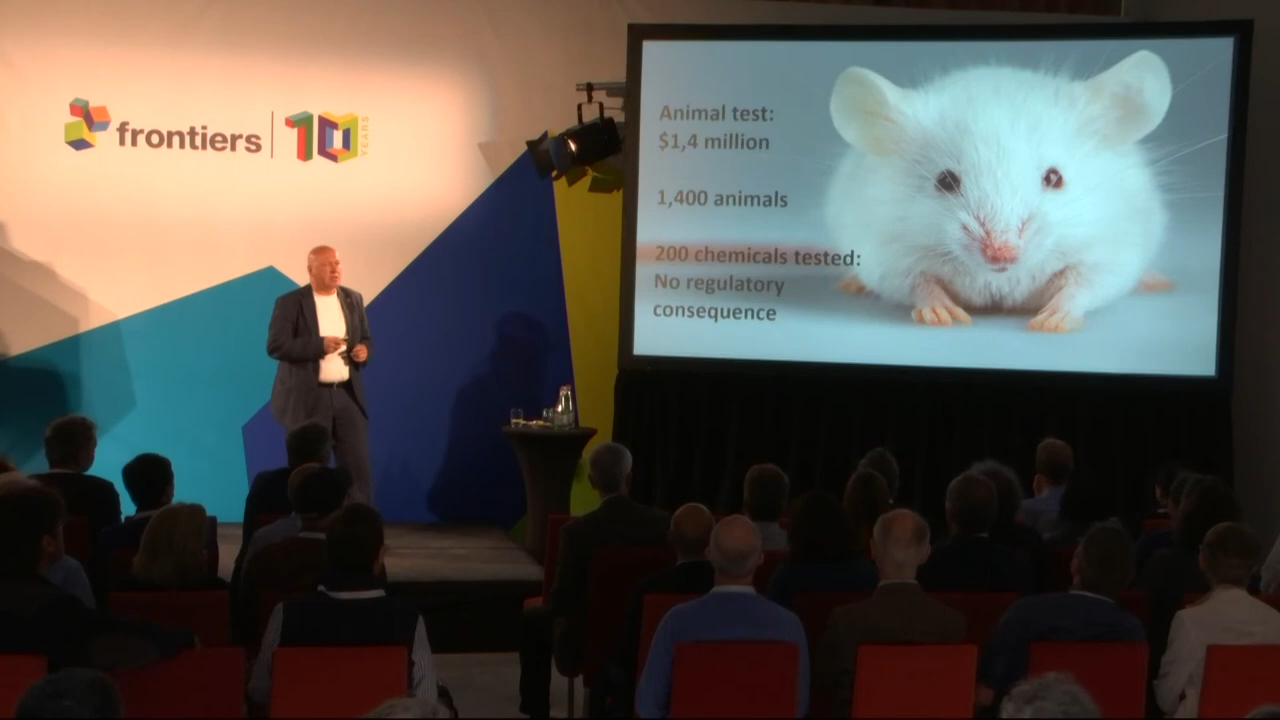 frontiers
10
YEARS
Animal test:
$1,4 million
1,400 animals
200 chemicals tested:
No regulatory
consequence